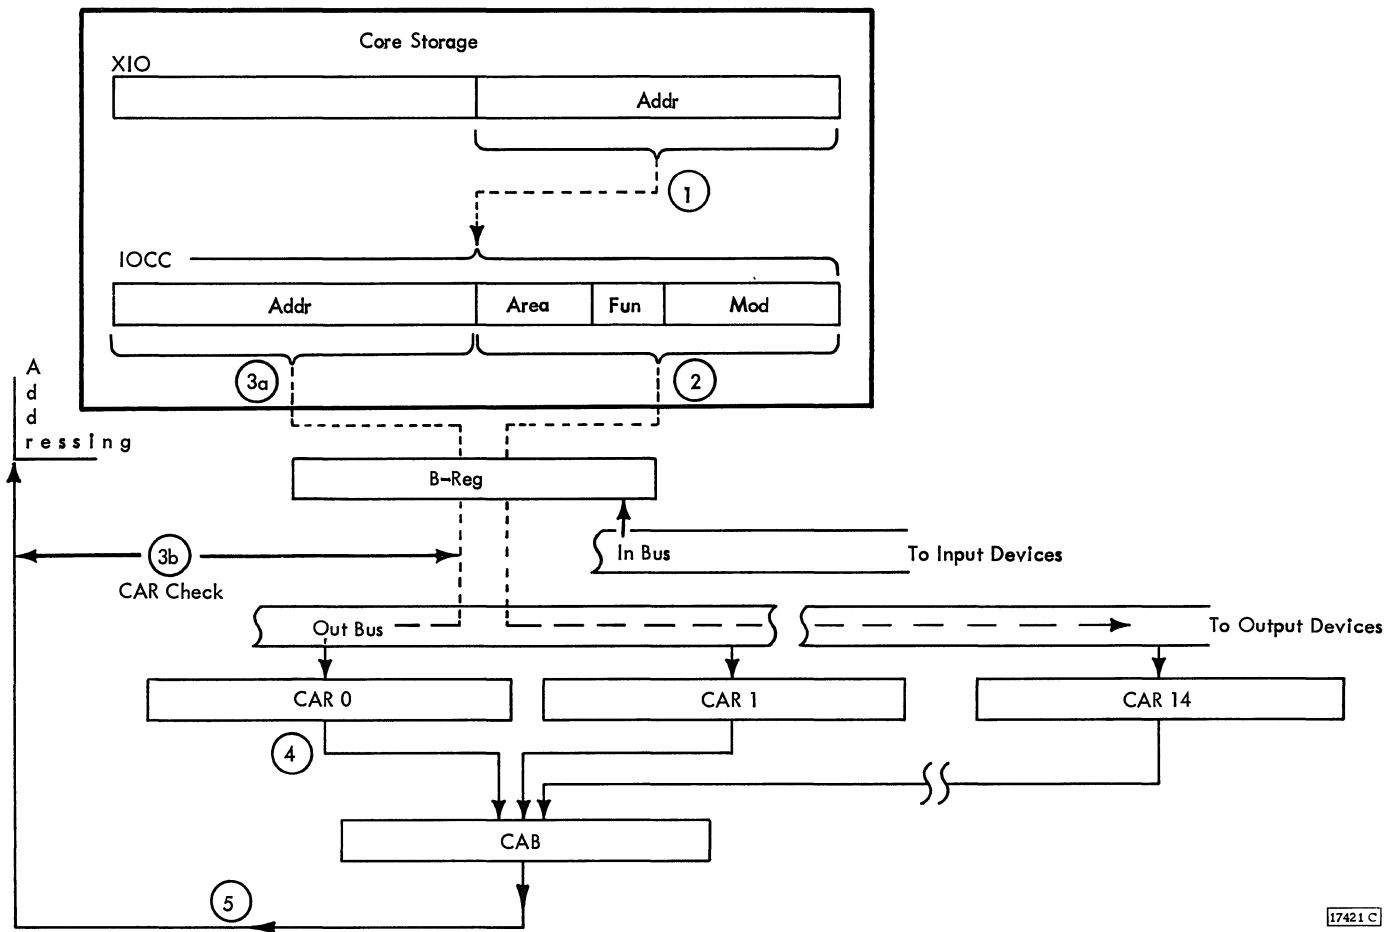 Core Storage
XIO
Addr
1
IOCC
Addr Area Fun Mod
3a 2
A
d
d
ressing
B-Reg
3b
CAR Check
In Bus To Input Devices
Out Bus To Output Devices
CAR 0 CAR 1 CAR 14
4
CAB
5
17421 C